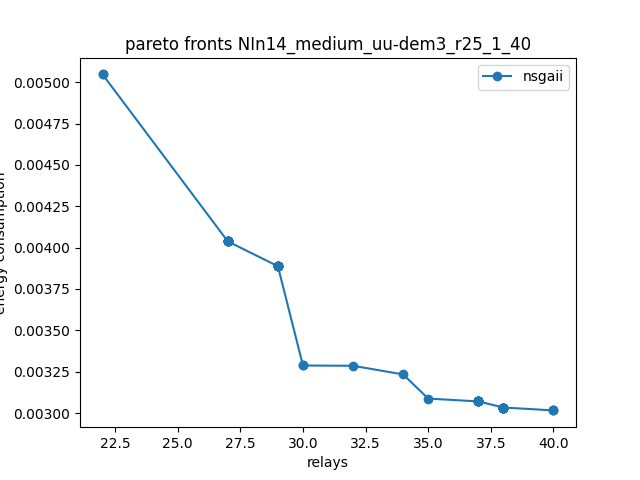 pareto fronts NIn14_medium_uu-dem3_r25_1_40
nsgaii
0.00500
0.00475
0.00450
0.00425
0.00400
0.00375
0.00350
0.00325
0.00300
energy consumption
22.5 25.0 27.5 30.0 32.5 35.0 37.5 40.0
relays